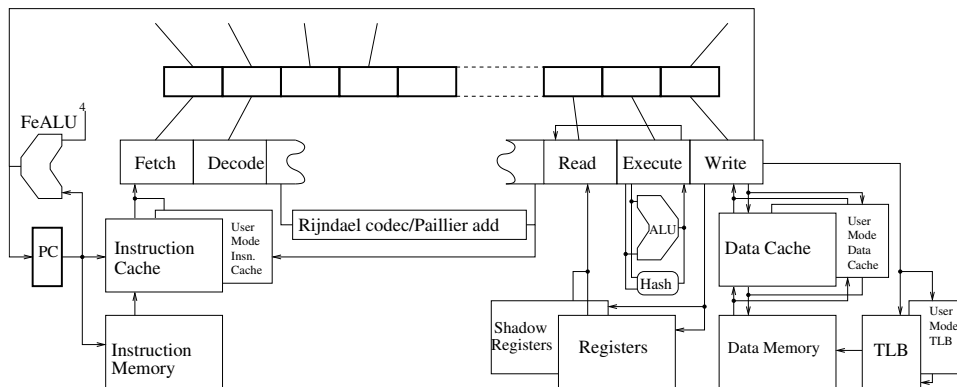 FeALU
4
Fetch
Decode
Read
Execute
Write
Rijndael codec/Paillier add
PC
Instruction
Cache
User
Mode
Insn.
Cache
ALU
Hash
Data Cache
User
Mode
Data
Cache
Instruction
Memory
Shadow
Registers
Registers
Data Memory
TLB
User
Mode
TLB